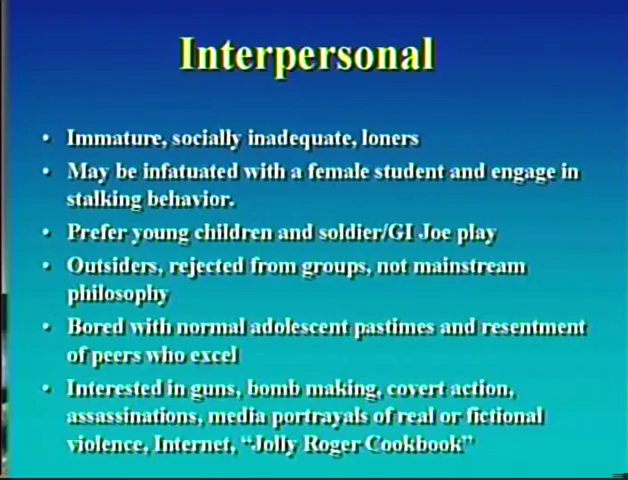 Interpersonal
• Immature, socially inadequate, loners
• May be infatuated with a female student and engage in
stalking behavior.
• Prefer young children and soldier/GI Joe play
• Outsiders, rejected from groups, not mainstream
philosophy
• Bored with normal adolescent pastimes and resentment
of peers who excel
• Interested in guns, bomb making, covert action,
assassinations, media portrayals of real or fictional
violence, Internet, “Jolly Roger Cookbook”